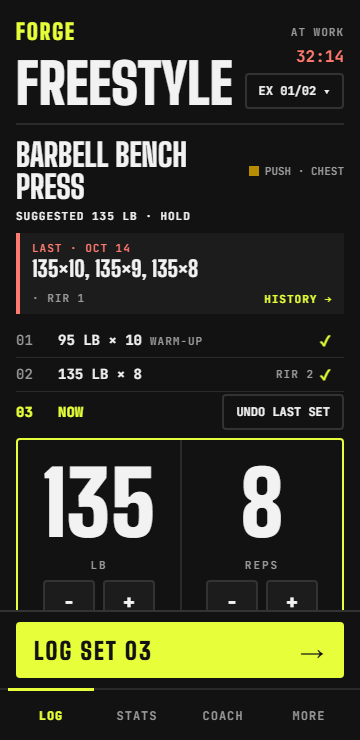 FORGE
AT WORK
32:14
FREESTYLE
EX 01/02 ▾
BARBELL BENCH
PRESS
PUSH · CHEST
SUGGESTED 135 LB · HOLD
LAST · OCT 14
135×10, 135×9, 135×8
· RIR 1
HISTORY →
01 95 LB × 10 WARM-UP ✓
02 135 LB × 8 RIR 2 ✓
03 NOW UNDO LAST SET
135 8
LB REPS
- + - +
LOG SET 03 →
LOG STATS COACH MORE